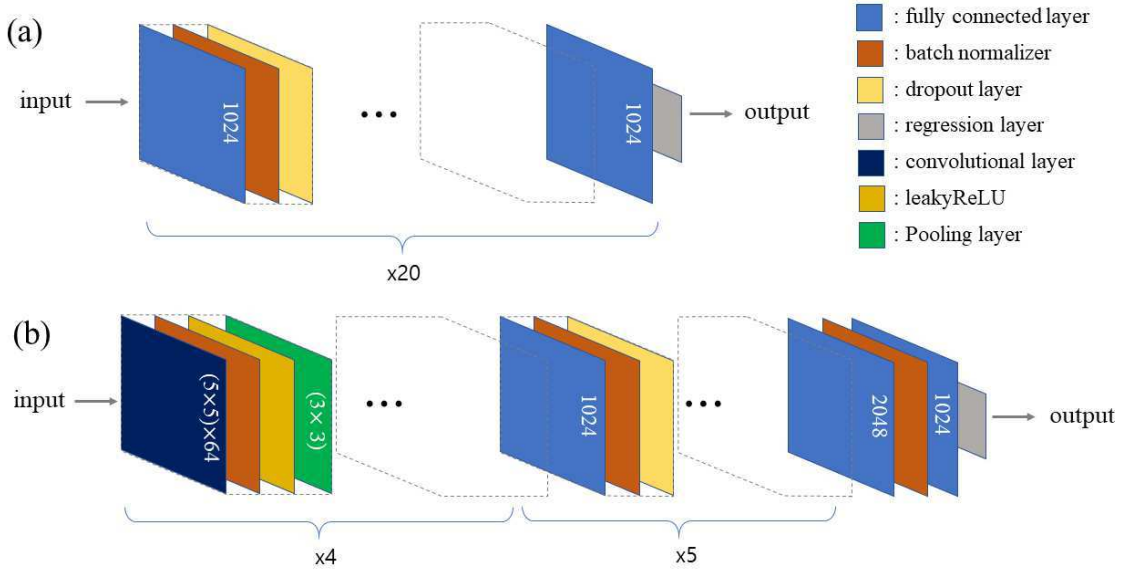 (a)
input
1024
1024
output
x20
: fully connected layer
: batch normalizer
: dropout layer
: regression layer
: convolutional layer
: leakyReLU
: Pooling layer
(b)
input
(5×5)×64
(3× 3)
1024
2048
1024
output
x4
x5